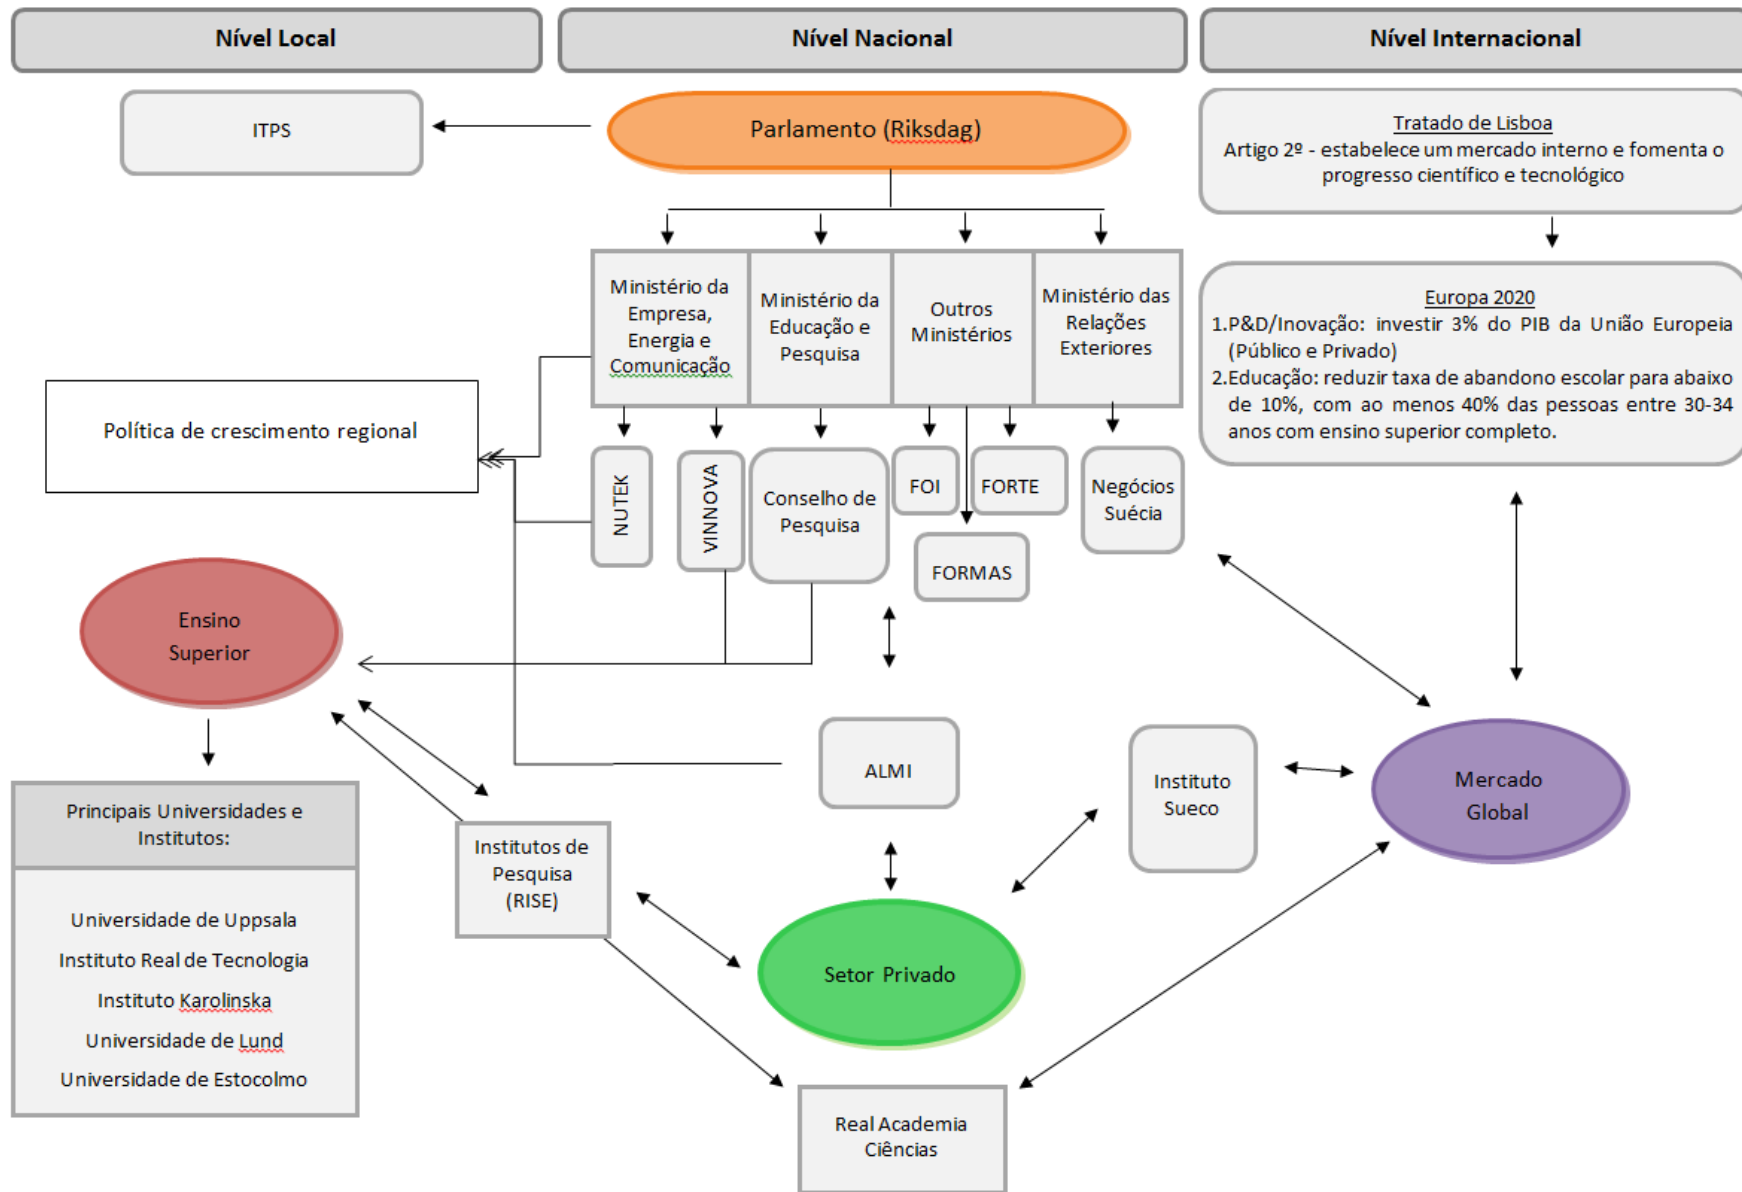 Nível Local
Nível Nacional
Nível Internacional
ITPS
Parlamento (Riksdag)
Tratado de Lisboa
Artigo 2º - estabelece um mercado interno e fomenta o
progresso científico e tecnológico
Ministério da
Empresa,
Energia e
Comunicação
Ministério da
Educação e
Pesquisa
Outros
Ministérios
Ministério das
Relações
Exteriores
Europa 2020
1.P&D/Inovação: investir 3% do PIB da União Europeia
(Público e Privado)
2.Educação: reduzir taxa de abandono escolar para abaixo
de 10%, com ao menos 40% das pessoas entre 30-34
anos com ensino superior completo.
Política de crescimento regional
NUTEK
VINNOVA
Conselho de
Pesquisa
FOI
FORTE
FORMAS
Negócios
Suécia
Ensino
Superior
ALMI
Instituto
Sueco
Mercado
Global
Principais Universidades e
Institutos:
Universidade de Uppsala
Instituto Real de Tecnologia
Instituto Karolinska
Universidade de Lund
Universidade de Estocolmo
Institutos de
Pesquisa
(RISE)
Setor Privado
Real Academia
Ciências